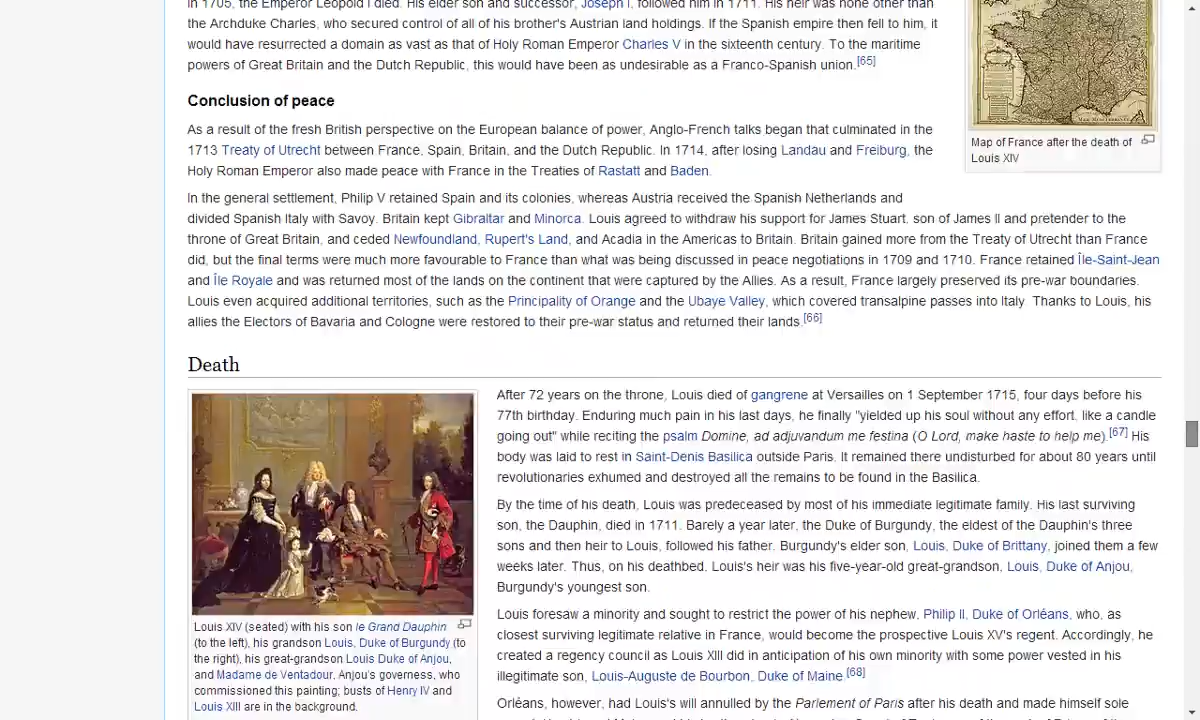 in 1705, the Emperor Leopold I died. His elder son and successor, Joseph I, followed him in 1711. His heir was none other than
the Archduke Charles, who secured control of all of his brother's Austrian land holdings. If the Spanish empire then fell to him, it
would have resurrected a domain as vast as that of Holy Roman Emperor Charles V in the sixteenth century. To the maritime
powers of Great Britain and the Dutch Republic, this would have been as undesirable as a Franco-Spanish union.[65]
Map of France after the death of
Louis XIV
Conclusion of peace
As a result of the fresh British perspective on the European balance of power, Anglo-French talks began that culminated in the
1713 Treaty of Utrecht between France, Spain, Britain, and the Dutch Republic. In 1714, after losing Landau and Freiburg, the
Holy Roman Emperor also made peace with France in the Treaties of Rastatt and Baden.
In the general settlement, Philip V retained Spain and its colonies, whereas Austria received the Spanish Netherlands and
divided Spanish Italy with Savoy. Britain kept Gibraltar and Minorca. Louis agreed to withdraw his support for James Stuart, son of James II and pretender to the
throne of Great Britain, and ceded Newfoundland, Rupert's Land, and Acadia in the Americas to Britain. Britain gained more from the Treaty of Utrecht than France
did, but the final terms were much more favourable to France than what was being discussed in peace negotiations in 1709 and 1710. France retained Île-Saint-Jean
and Île Royale and was returned most of the lands on the continent that were captured by the Allies. As a result, France largely preserved its pre-war boundaries.
Louis even acquired additional territories, such as the Principality of Orange and the Ubaye Valley, which covered transalpine passes into Italy Thanks to Louis, his
allies the Electors of Bavaria and Cologne were restored to their pre-war status and returned their lands.[66]
Death
After 72 years on the throne, Louis died of gangrene at Versailles on 1 September 1715, four days before his
77th birthday. Enduring much pain in his last days, he finally "yielded up his soul without any effort, like a candle
going out" while reciting the psalm Domine, ad adjuvandum me festina (O Lord, make haste to help me).[67] His
body was laid to rest in Saint-Denis Basilica outside Paris. It remained there undisturbed for about 80 years until
revolutionaries exhumed and destroyed all the remains to be found in the Basilica.
By the time of his death, Louis was predeceased by most of his immediate legitimate family. His last surviving
son, the Dauphin, died in 1711. Barely a year later, the Duke of Burgundy, the eldest of the Dauphin's three
sons and then heir to Louis, followed his father. Burgundy's elder son, Louis, Duke of Brittany, joined them a few
weeks later. Thus, on his deathbed, Louis's heir was his five-year-old great-grandson, Louis, Duke of Anjou,
Burgundy's youngest son.
Louis foresaw a minority and sought to restrict the power of his nephew, Philip II, Duke of Orléans, who, as
closest surviving legitimate relative in France, would become the prospective Louis XV's regent. Accordingly, he
created a regency council as Louis XIII did in anticipation of his own minority with some power vested in his
illegitimate son, Louis-Auguste de Bourbon, Duke of Maine.[68]
Orléans, however, had Louis's will annulled by the Parlement of Paris after his death and made himself sole
Louis XIV (seated) with his son le Grand Dauphin
(to the left), his grandson Louis, Duke of Burgundy (to
the right), his great-grandson Louis Duke of Anjou,
and Madame de Ventadour. Anjou's governess, who
commissioned this painting; busts of Henry IV and
Louis XIII are in the background.